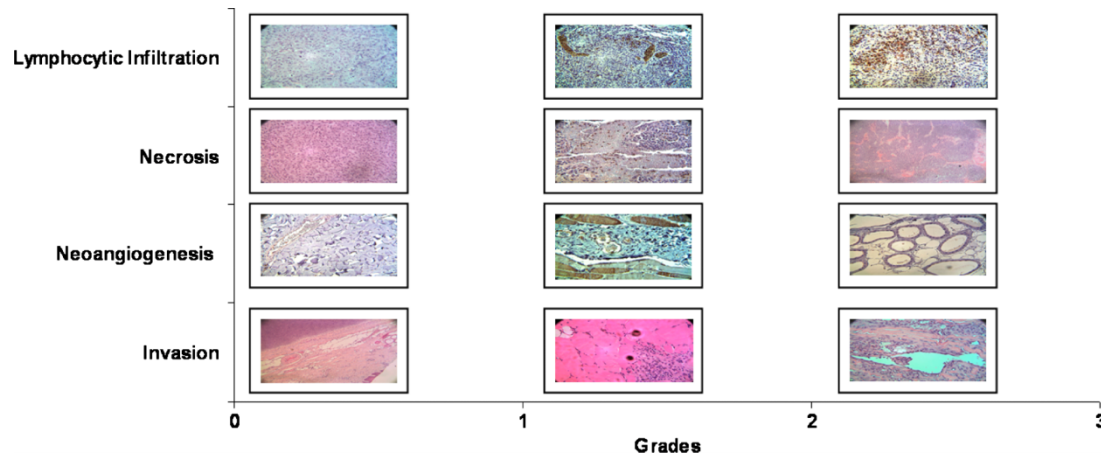 Lymphocytic Infiltration
Necrosis
Neoangiogenesis
Invasion
0 1 2 3
Grades